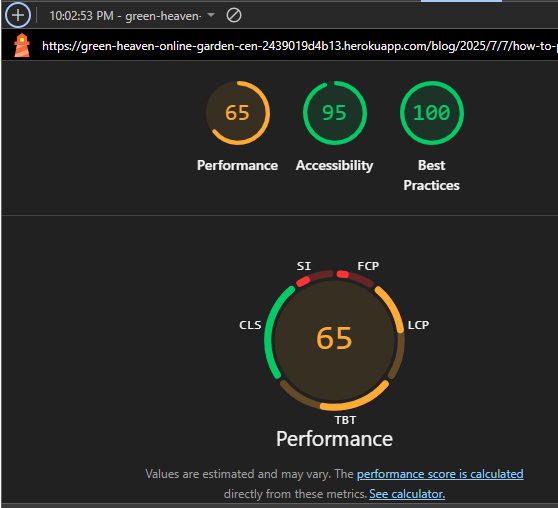 10:02:53 PM - green-heaven-
https://green-heaven-online-garden-cen-2439019d4b13.herokuapp.com/blog/2025/7/7/how-to-p
65 95 100
Performance Accessibility Best
Practices
SI FCP
CLS LCP
65
TBT
Performance
Values are estimated and may vary. The performance score is calculated
directly from these metrics. See calculator.